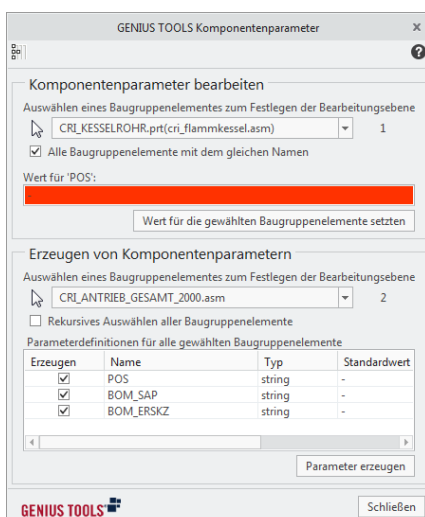 GENIUS TOOLS Komponentenparameter
Komponentenparameter bearbeiten
Auswählen eines Baugruppenelementes zum Festlegen der Bearbeitungsebene
CRI_KESSELROHR.prt(cri_flammkessel.asm) 1
Alle Baugruppenelemente mit dem gleichen Namen
Wert für 'POS':
-
Wert für die gewählten Baugruppenelemente setzten
Erzeugen von Komponentenparametern
Auswählen eines Baugruppenelementes zum Festlegen der Bearbeitungsebene
CRI_ANTRIEB_GESAMT_2000.asm 2
Rekursives Auswählen aller Baugruppenelemente
Parameterdefinitionen für alle gewählten Baugruppenelemente
Erzeugen Name Typ Standardwert
POS string -
BOM_SAP string -
BOM_ERSKZ string -
Parameter erzeugen
GENIUS TOOLS
Schließen